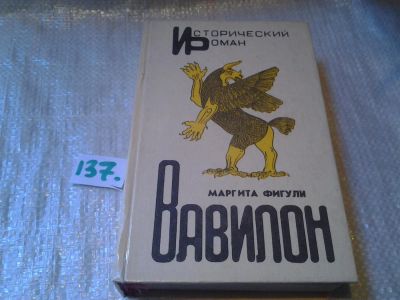 ИСТОРИЧЕСКИЙ
РОМАН
МАРГИТА ФИГУЛИ
ВАВИЛОН
137.